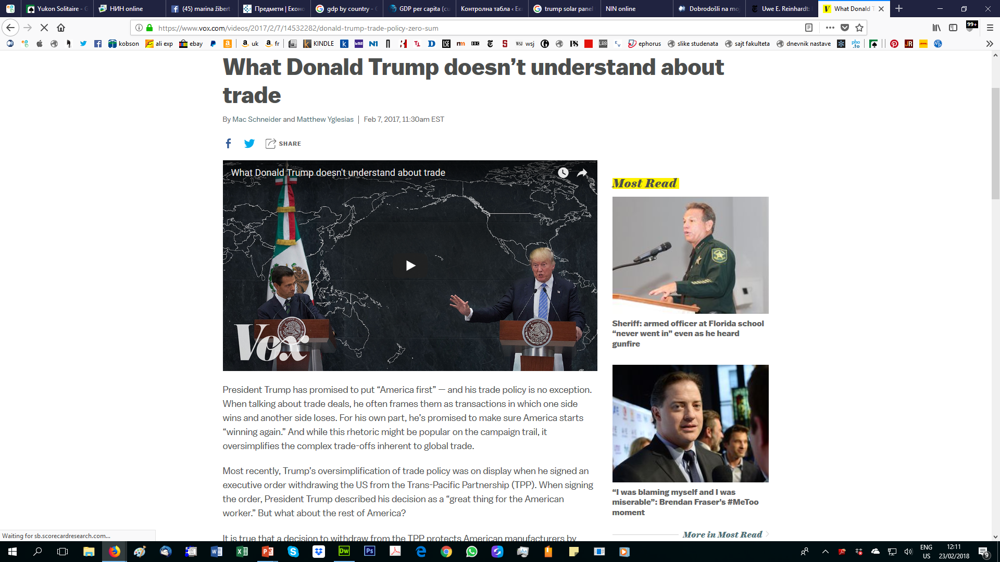 Yukon Solitaire - G
НИН online
(45) marina žibert
Предмети | Еконо
gdp by country - G
GDP per capita (cu
Контролна табла ‹ Ек
trump solar panel
NIN online
Dobrodošli na mo
Uwe E. Reinhardt:
What Donald T
https://www.vox.com/videos/2017/2/7/14532282/donald-trump-trade-policy-zero-sum
99+
kobson
ali exp
ebay
uk
fr
KINDLE
wsj
ephorus
slike studenata
sajt fakulteta
dnevnik nastave
What Donald Trump doesn’t understand about
trade
By Mac Schneider and Matthew Yglesias | Feb 7, 2017, 11:30am EST
SHARE
What Donald Trump doesn't understand about trade
Vox
Most Read
Sheriff: armed officer at Florida school
“never went in” even as he heard
gunfire
President Trump has promised to put “America first” — and his trade policy is no exception.
When talking about trade deals, he often frames them as transactions in which one side
wins and another side loses. For his own part, he’s promised to make sure America starts
“winning again.” And while this rhetoric might be popular on the campaign trail, it
oversimplifies the complex trade-offs inherent to global trade.
Most recently, Trump’s oversimplification of trade policy was on display when he signed an
executive order withdrawing the US from the Trans-Pacific Partnership (TPP). When signing
the order, President Trump described his decision as a “great thing for the American
worker.” But what about the rest of America?
It is true that a decision to withdraw from the TPP protects American manufacturers by
“I was blaming myself and I was
miserable”: Brendan Fraser’s #MeToo
moment
More in Most Read
Waiting for sb.scorecardresearch.com...
ENG
US
12:11
23/02/2018
9